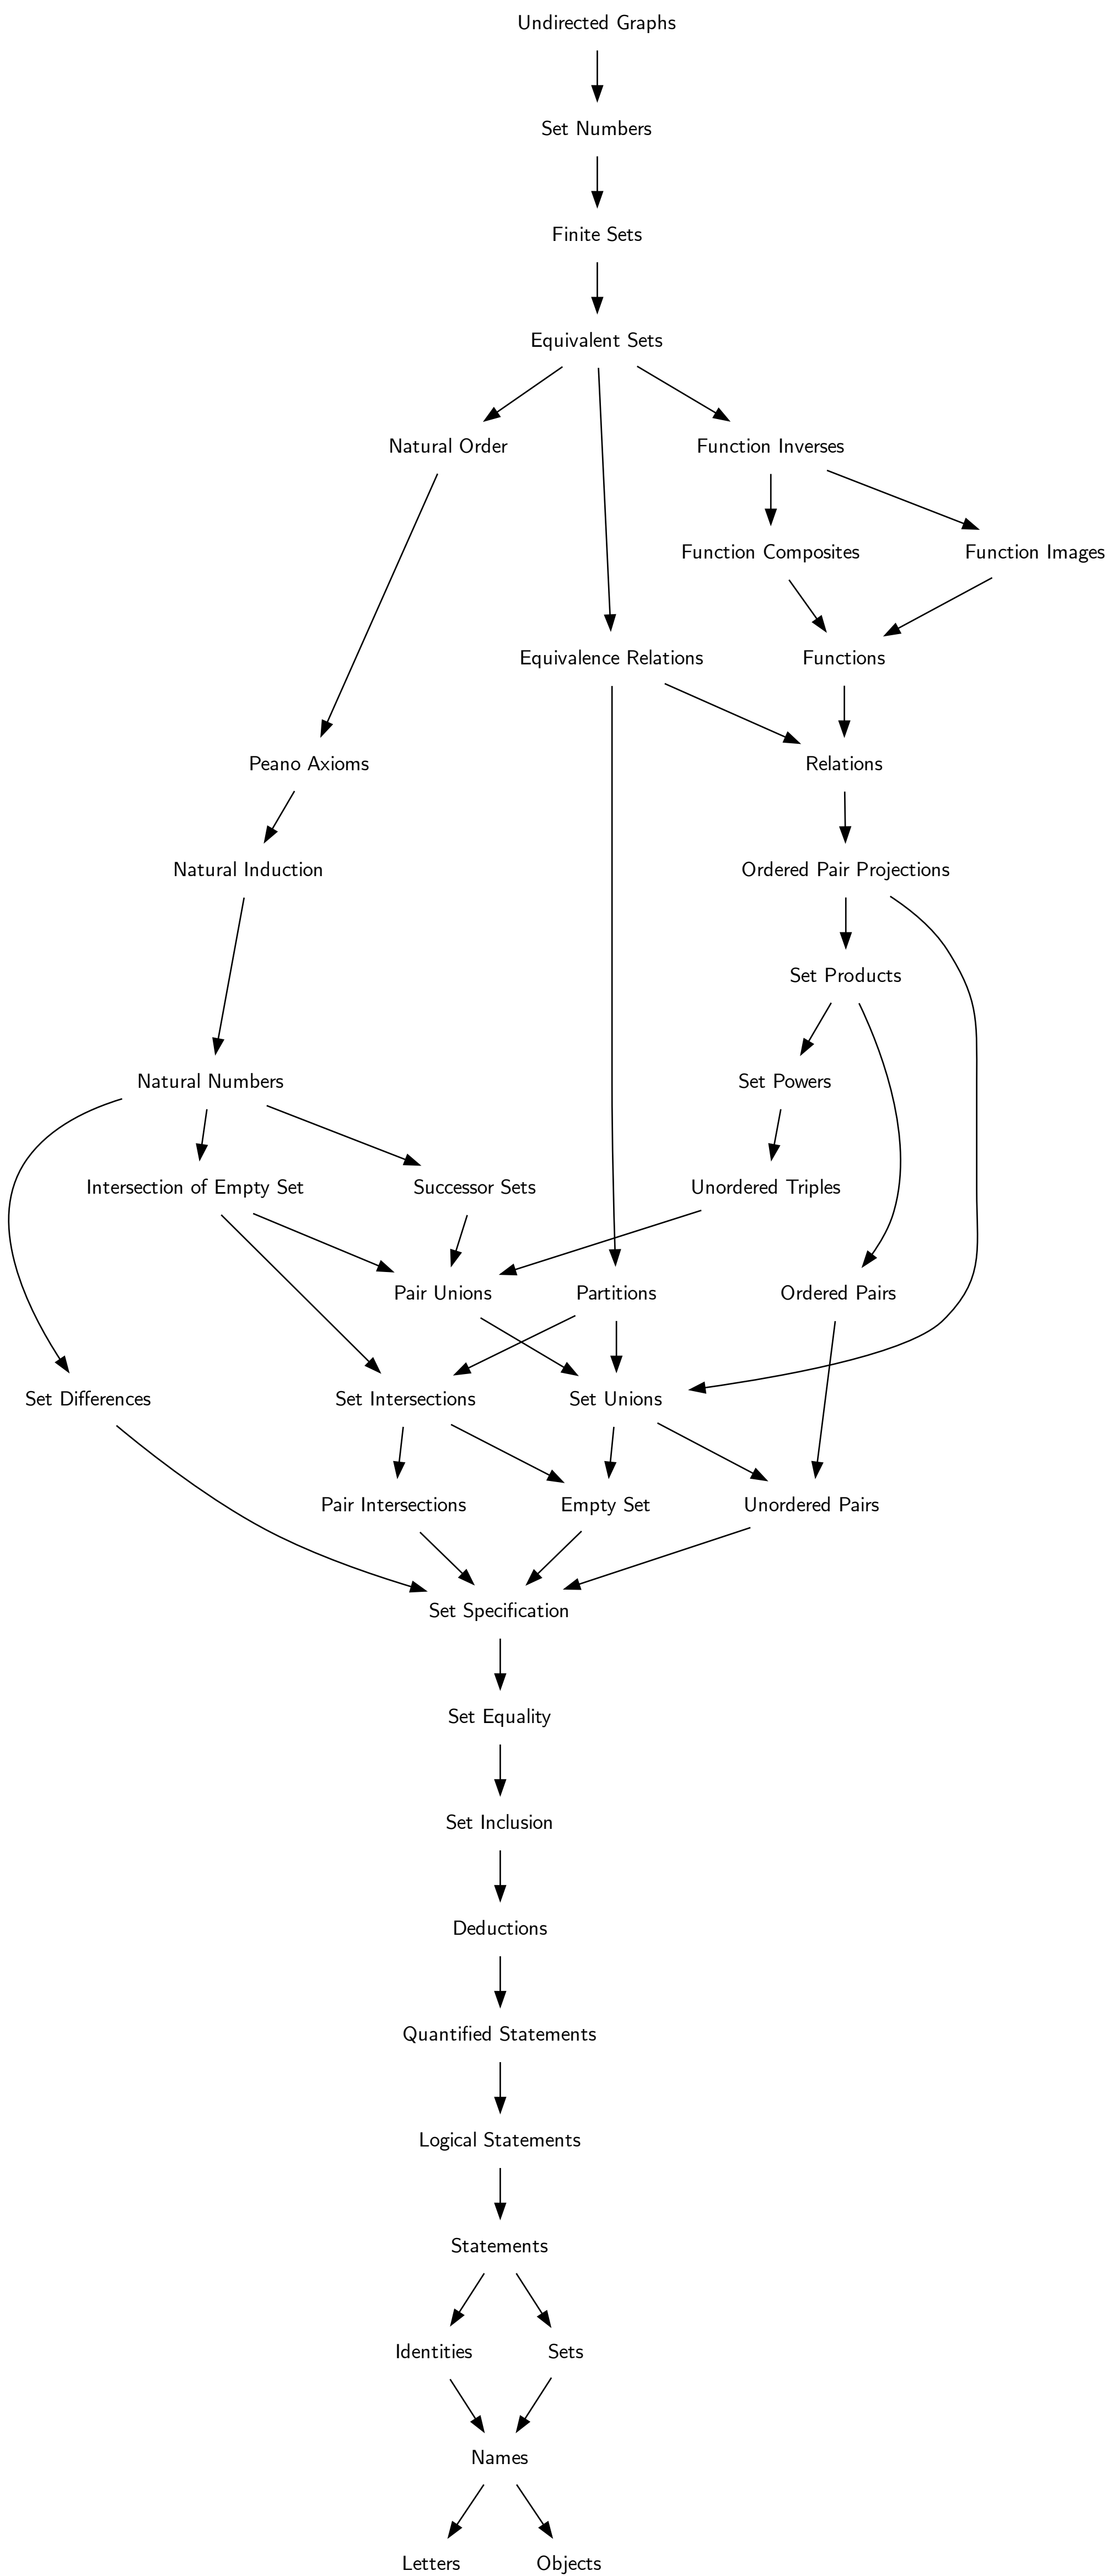 Undirected Graphs
Set Numbers
Finite Sets
Equivalent Sets
Natural Order
Function Inverses
Function Composites
Function Images
Equivalence Relations
Functions
Peano Axioms
Relations
Natural Induction
Ordered Pair Projections
Set Products
Natural Numbers
Set Powers
Intersection of Empty Set
Successor Sets
Unordered Triples
Pair Unions
Partitions
Ordered Pairs
Set Differences
Set Intersections
Set Unions
Pair Intersections
Empty Set
Unordered Pairs
Set Specification
Set Equality
Set Inclusion
Deductions
Quantified Statements
Logical Statements
Statements
Identities
Sets
Names
Letters
Objects